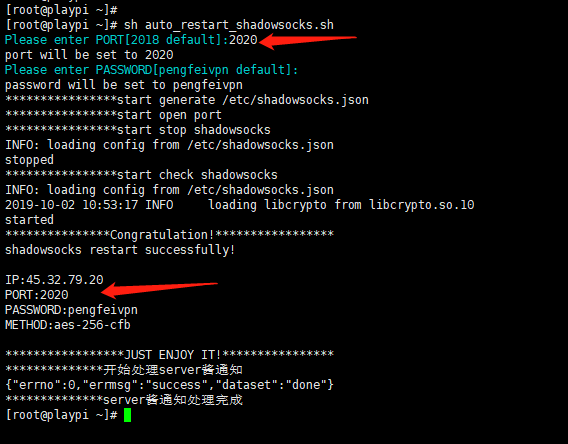 [root@playpi ~]#
[root@playpi ~]# sh auto_restart_shadowsocks.sh
Please enter PORT[2018 default]:2020
port will be set to 2020
Please enter PASSWORD[pengfeivpn default]:
password will be set to pengfeivpn
****************start generate /etc/shadowsocks.json
****************start open port
****************start stop shadowsocks
INFO: loading config from /etc/shadowsocks.json
stopped
****************start check shadowsocks
INFO: loading config from /etc/shadowsocks.json
2019-10-02 10:53:17 INFO     loading libcrypto from libcrypto.so.10
started
***************Congratulation!*****************
shadowsocks restart successfully!
IP:45.32.79.20
PORT:2020
PASSWORD:pengfeivpn
METHOD:aes-256-cfb
*****************JUST ENJOY IT!****************
**************开始处理server酱通知
{"errno":0,"errmsg":"success","dataset":"done"}
**************server酱通知处理完成
[root@playpi ~]#